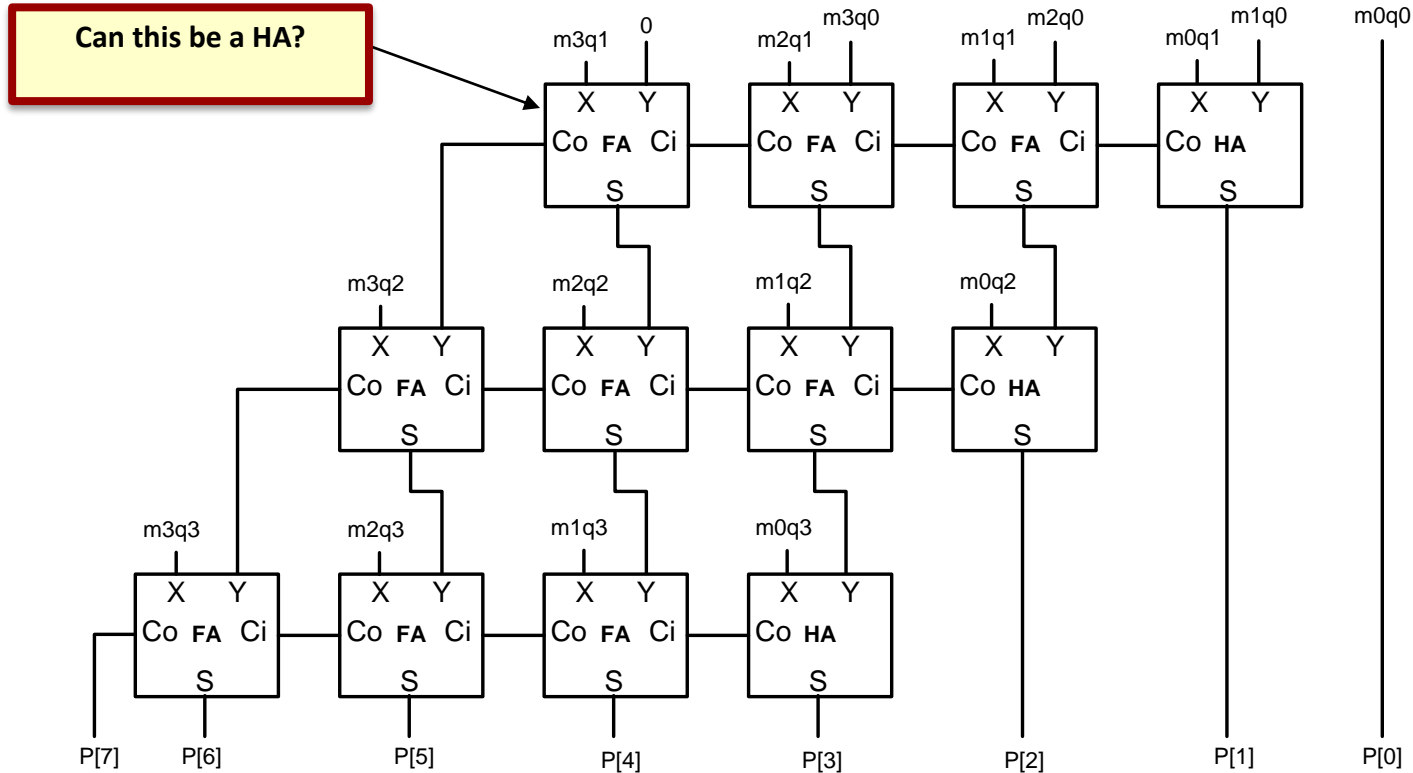 Can this be a HA?
m3q1 0 m2q1 m3q0 m1q1 m2q0 m0q1 m1q0 m0q0
X Y X Y X Y X Y
Co FA Ci Co FA Ci Co FA Ci Co HA
S S S S
m3q2 m2q2 m1q2 m0q2
X Y X Y X Y X Y
Co FA Ci Co FA Ci Co FA Ci Co HA
S S S S
m3q3 m2q3 m1q3 m0q3
X Y X Y X Y X Y
Co FA Ci Co FA Ci Co FA Ci Co HA
S S S S
P[7] P[6] P[5] P[4] P[3] P[2] P[1] P[0]